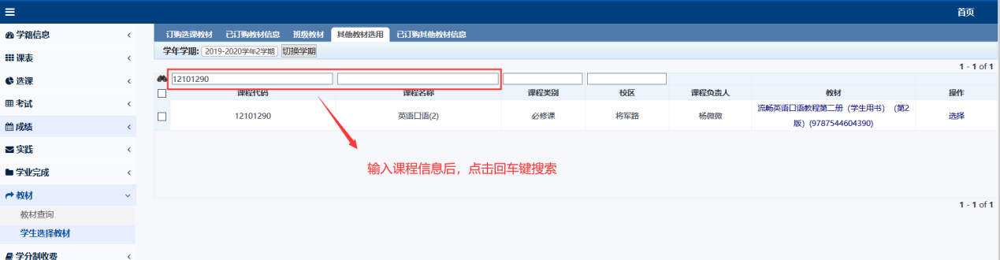 首页
学籍信息
课表
选课
考试
成绩
实践
学业完成
教材
教材查询
学生选择教材
学分制收费
订购选课教材 已订购教材信息 班级教材 其他教材选用 已订购其他教材信息
学年学期: 2019-2020学年2学期 切换学期
1 - 1 of 1
12101290
课程代码 课程名称 课程类别 校区 课程负责人 教材 操作
12101290 英语口语(2) 必修课 将军路 杨微微 流畅英语口语教程第二册（学生用书）（第2
版）(9787544604390) 选择
输入课程信息后，点击回车键搜索
1 - 1 of 1